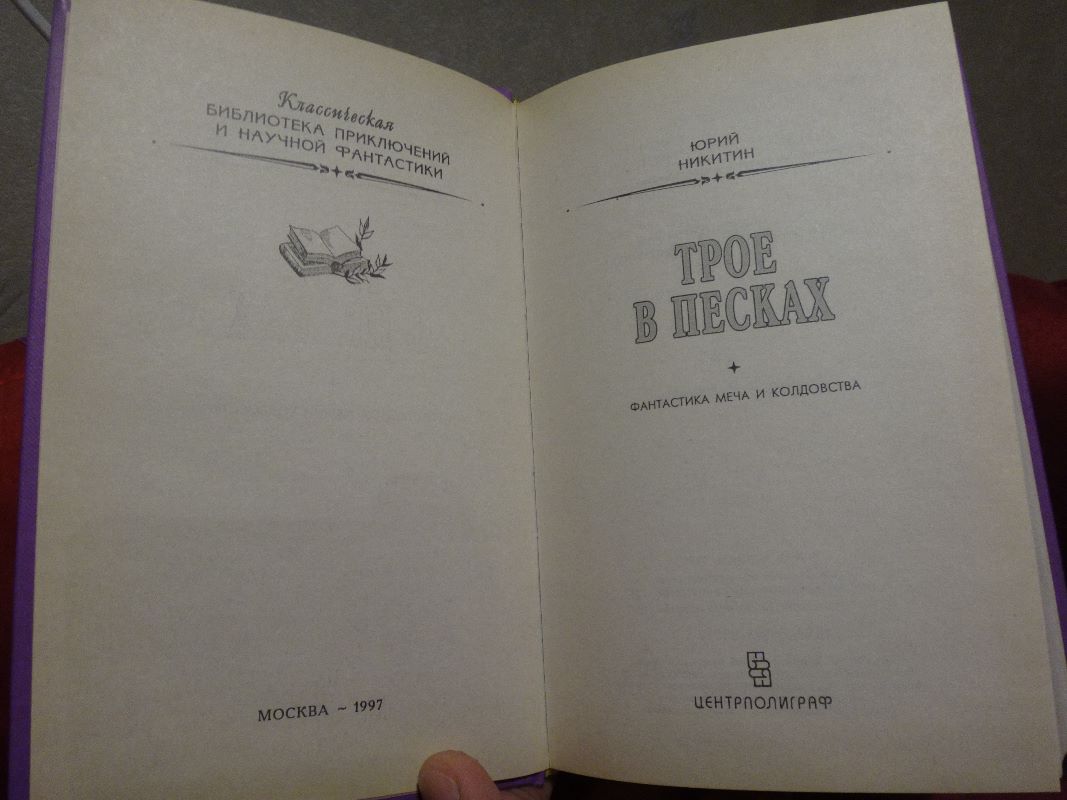 Классическая
БИБЛИОТЕКА ПРИКЛЮЧЕНИЙ
И НАУЧНОЙ ФАНТАСТИКИ
МОСКВА ~ 1997
ЮРИЙ
НИКИТИН
ТРОЕ
В ПЕСКАХ
ФАНТАСТИКА МЕЧА И КОЛДОВСТВА
ЦЕНТРПОЛИГРАФ